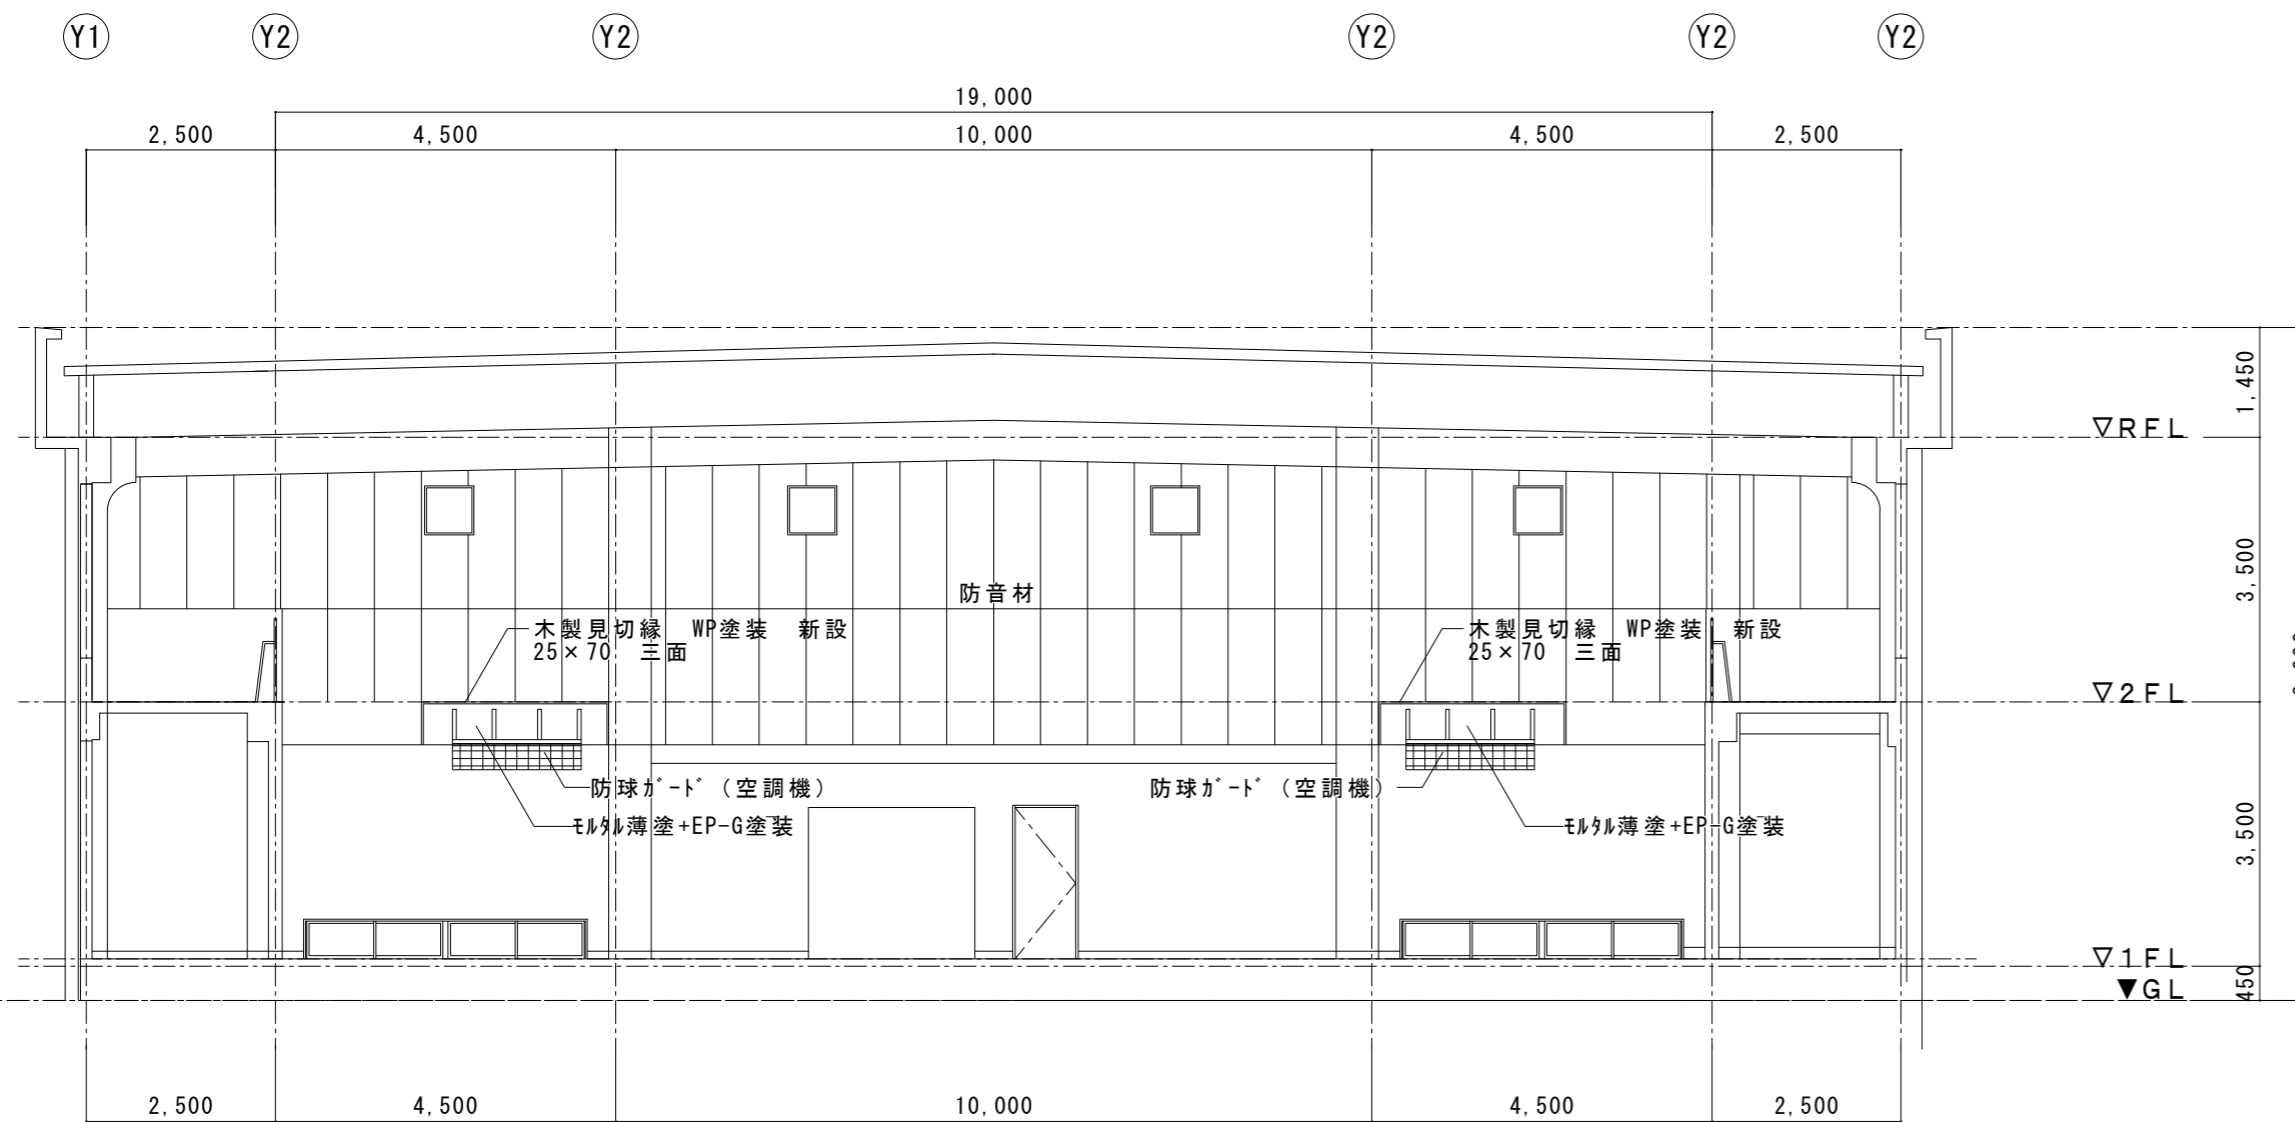 Y1 Y2 Y2 Y2 Y2 Y2
19,000
2,500 4,500 10,000 4,500 2,500
1,450
▽RFL
3,500
防音材
木製見切縁 WP塗装 新設
25×70 三面
木製見切縁 WP塗装 新設
25×70 三面
▽2FL
防球ｶﾞｰﾄﾞ(空調機)
防球ｶﾞｰﾄﾞ(空調機)
ﾓﾙﾀﾙ薄塗+EP-G塗装
ﾓﾙﾀﾙ薄塗+EP-G塗装
3,500
▽1FL
450
▼GL
2,500 4,500 10,000 4,500 2,500